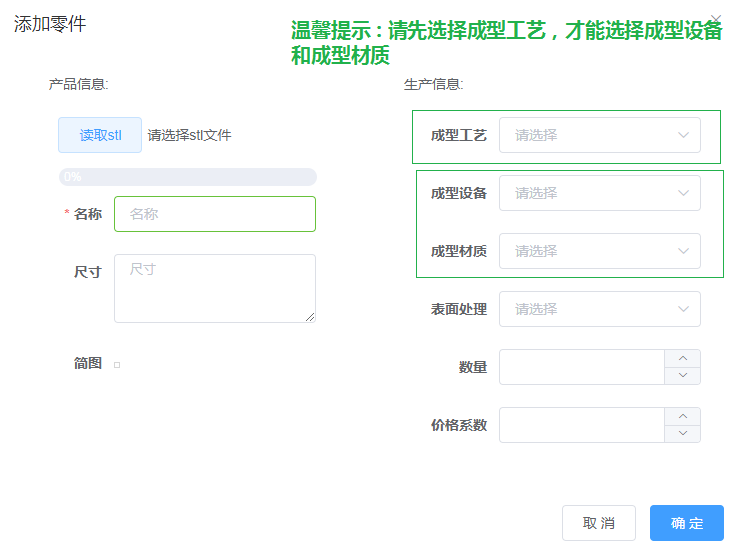 添加零件
温馨提示：请先选择成型工艺，才能选择成型设备
和成型材质
产品信息:
读取stl 请选择stl文件
0%
* 名称 名称
尺寸 尺寸
简图
生产信息:
成型工艺 请选择
成型设备 请选择
成型材质 请选择
表面处理 请选择
数量
价格系数
取 消 确 定